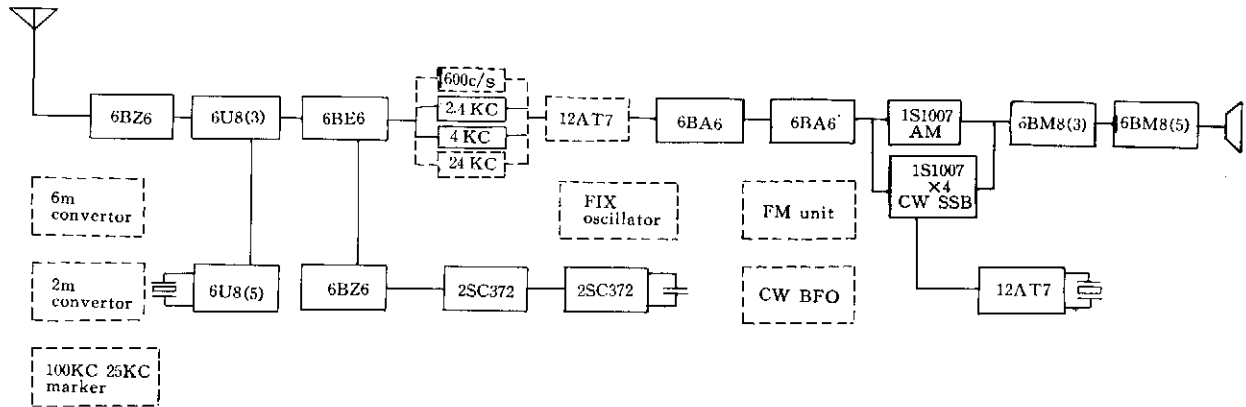 6BZ6
6U8(3)
6BE6
600c/s
2.4 KC
4 KC
24 KC
12AT7
6BA6
6BA6
1S1007
AM
1S1007
×4
CW SSB
6BM8(3)
6BM8(5)
6m
convertor
FIX
oscillator
FM unit
2m
convertor
6U8(5)
6BZ6
2SC372
2SC372
CW BFO
12AT7
100KC 25KC
marker